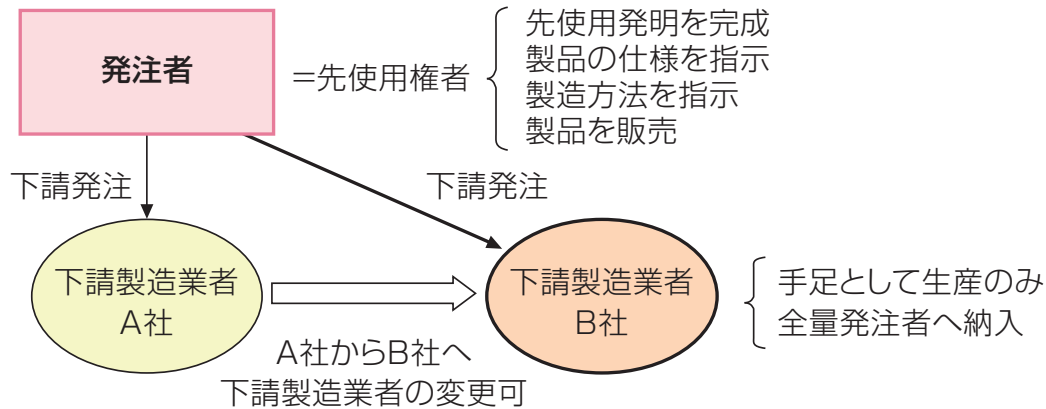 発注者
=先使用権者
先使用発明を完成
製品の仕様を指示
製造方法を指示
製品を販売
下請発注
下請発注
下請製造業者
A社
下請製造業者
B社
手足として生産のみ
全量発注者へ納入
A社からB社へ
下請製造業者の変更可